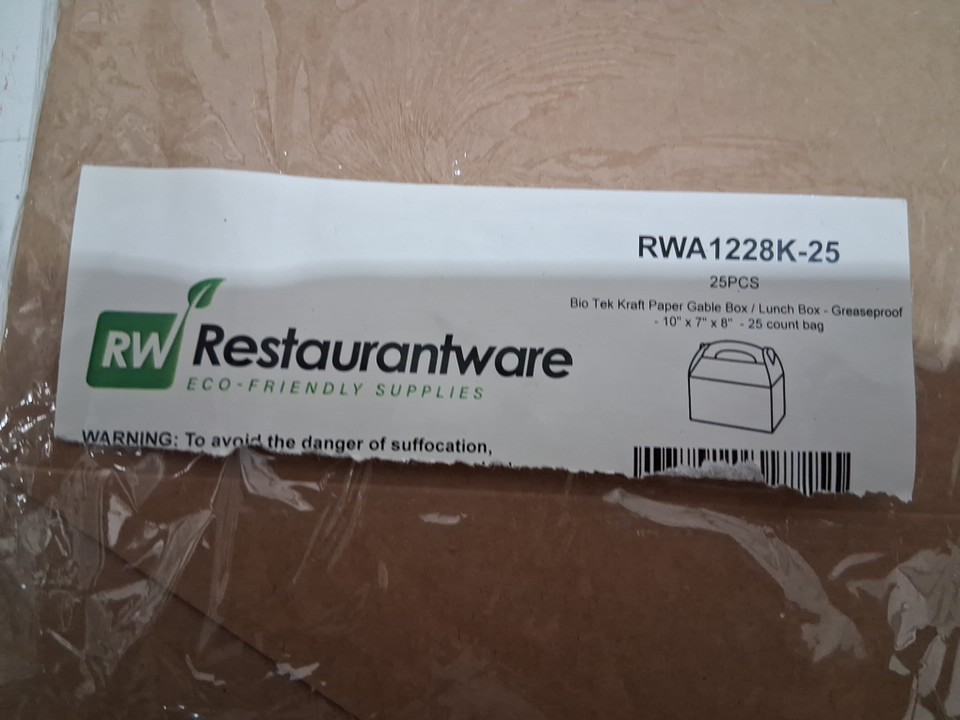 RWA1228K-25
25PCS
Bio Tek Kraft Paper Gable Box / Lunch Box - Greaseproof
- 10" x 7" x 8" - 25 count bag
RW Restaurantware
ECO-FRIENDLY SUPPLIES
WARNING: To avoid the danger of suffocation,